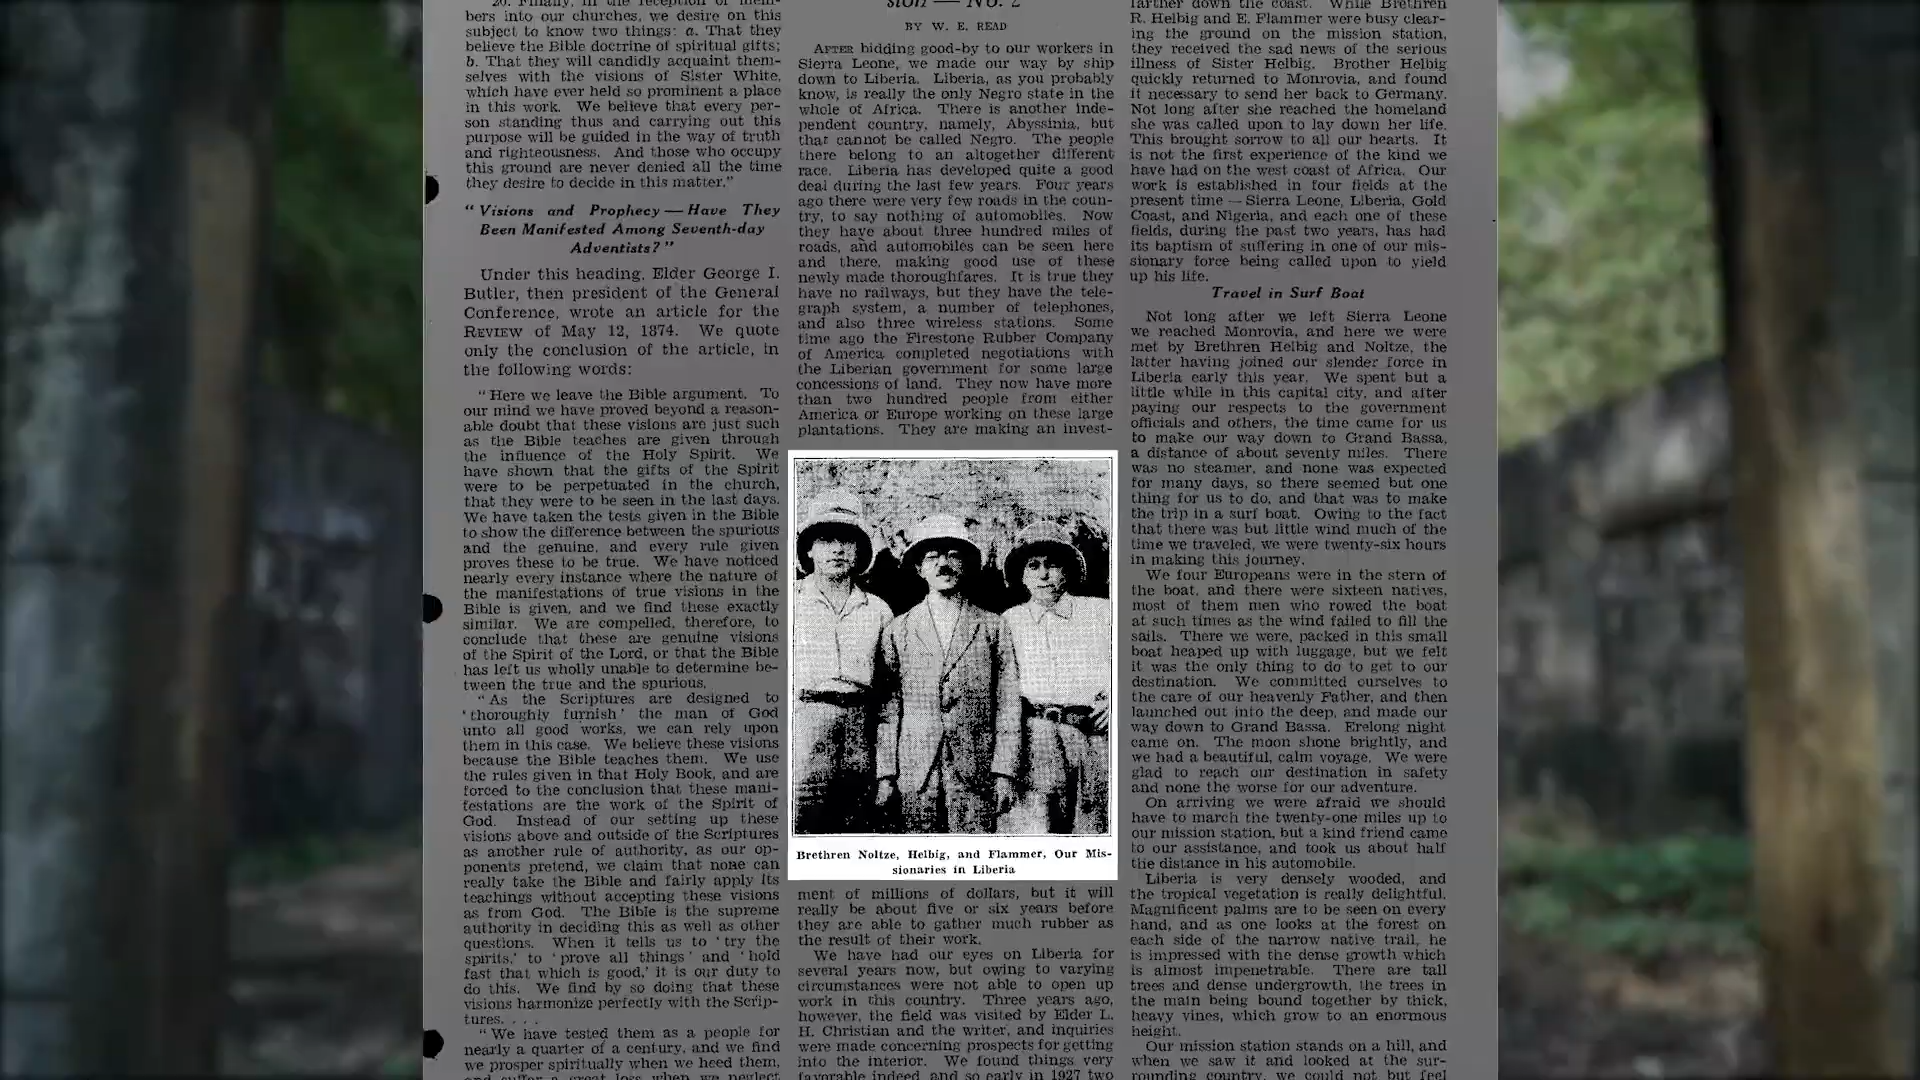 20. Finally, in the reception of mem-
bers into our churches, we desire on this
subject to know two things: a. That they
believe the Bible doctrine of spiritual gifts;
b. That they will candidly acquaint them-
selves with the visions of Sister White,
which have ever held so prominent a place
in this work. We believe that every per-
son standing thus and carrying out this
purpose will be guided in the way of truth
and righteousness. And those who occupy
this ground are never denied all the time
they desire to decide in this matter."
"Visions and Prophecy — Have They
Been Manifested Among Seventh-day
Adventists?"
Under this heading, Elder George I.
Butler, then president of the General
Conference, wrote an article for the
REVIEW of May 12, 1874. We quote
only the conclusion of the article, in
the following words:
"Here we leave the Bible argument. To
our mind we have proved beyond a reason-
able doubt that these visions are just such
as the Bible teaches are given through
the influence of the Holy Spirit. We
have shown that the gifts of the Spirit
were to be perpetuated in the church,
that they were to be seen in the last days.
We have taken the tests given in the Bible
to show the difference between the spurious
and the genuine, and every rule given
proves these to be true. We have noticed
nearly every instance where the nature of
the manifestations of true visions in the
Bible is given, and we find these exactly
similar. We are compelled, therefore, to
conclude that these are genuine visions
of the Spirit of the Lord, or that the Bible
has left us wholly unable to determine be-
tween the true and the spurious.
"As the Scriptures are designed to
'thoroughly furnish' the man of God
unto all good works, we can rely upon
them in this case. We believe these visions
because the Bible teaches them. We use
the rules given in that Holy Book, and are
forced to the conclusion that these mani-
festations are the work of the Spirit of
God. Instead of our setting up these
visions above and outside of the Scriptures
as another rule of authority, as our op-
ponents pretend, we claim that none can
really take the Bible and fairly apply its
teachings without accepting these visions
as from God. The Bible is the supreme
authority in deciding this as well as other
questions. When it tells us to 'try the
spirits,' to 'prove all things' and 'hold
fast that which is good,' it is our duty to
do this. We find by so doing that these
visions harmonize perfectly with the Scrip-
tures. . . .
"We have tested them as a people for
nearly a quarter of a century, and we find
we prosper spiritually when we heed them,
and suffer a great loss when we neglect
sion — No. 2
BY W. E. READ
AFTER bidding good-by to our workers in
Sierra Leone, we made our way by ship
down to Liberia. Liberia, as you probably
know, is really the only Negro state in the
whole of Africa. There is another inde-
pendent country, namely, Abyssinia, but
that cannot be called Negro. The people
there belong to an altogether different
race. Liberia has developed quite a good
deal during the last few years. Four years
ago there were very few roads in the coun-
try, to say nothing of automobiles. Now
they have about three hundred miles of
roads, and automobiles can be seen here
and there, making good use of these
newly made thoroughfares. It is true they
have no railways, but they have the tele-
graph system, a number of telephones,
and also three wireless stations. Some
time ago the Firestone Rubber Company
of America completed negotiations with
the Liberian government for some large
concessions of land. They now have more
than two hundred people from either
America or Europe working on these large
plantations. They are making an invest-
Brethren Noltze, Helbig, and Flammer, Our Mis-
sionaries in Liberia
ment of millions of dollars, but it will
really be about five or six years before
they are able to gather much rubber as
the result of their work.
We have had our eyes on Liberia for
several years now, but owing to varying
circumstances were not able to open up
work in this country. Three years ago,
however, the field was visited by Elder L.
H. Christian and the writer, and inquiries
were made concerning prospects for getting
into the interior. We found things very
favorable indeed, and so early in 1927 two
farther down the coast. While Brethren
R. Helbig and E. Flammer were busy clear-
ing the ground on the mission station,
they received the sad news of the serious
illness of Sister Helbig. Brother Helbig
quickly returned to Monrovia, and found
it necessary to send her back to Germany.
Not long after she reached the homeland
she was called upon to lay down her life.
This brought sorrow to all our hearts. It
is not the first experience of the kind we
have had on the west coast of Africa. Our
work is established in four fields at the
present time — Sierra Leone, Liberia, Gold
Coast, and Nigeria, and each one of these
fields, during the past two years, has had
its baptism of suffering in one of our mis-
sionary force being called upon to yield
up his life.
Travel in Surf Boat
Not long after we left Sierra Leone
we reached Monrovia, and here we were
met by Brethren Helbig and Noltze, the
latter having joined our slender force in
Liberia early this year. We spent but a
little while in this capital city, and after
paying our respects to the government
officials and others, the time came for us
to make our way down to Grand Bassa,
a distance of about seventy miles. There
was no steamer, and none was expected
for many days, so there seemed but one
thing for us to do, and that was to make
the trip in a surf boat. Owing to the fact
that there was but little wind much of the
time we traveled, we were twenty-six hours
in making this journey.
We four Europeans were in the stern of
the boat, and there were sixteen natives,
most of them men who rowed the boat
at such times as the wind failed to fill the
sails. There we were, packed in this small
boat heaped up with luggage, but we felt
it was the only thing to do to get to our
destination. We committed ourselves to
the care of our heavenly Father, and then
launched out into the deep, and made our
way down to Grand Bassa. Erelong night
came on. The moon shone brightly, and
we had a beautiful, calm voyage. We were
glad to reach our destination in safety
and none the worse for our adventure.
On arriving we were afraid we should
have to march the twenty-one miles up to
our mission station, but a kind friend came
to our assistance, and took us about half
the distance in his automobile.
Liberia is very densely wooded, and
the tropical vegetation is really delightful.
Magnificent palms are to be seen on every
hand, and as one looks at the forest on
each side of the narrow native trail, he
is impressed with the dense growth which
is almost impenetrable. There are tall
trees and dense undergrowth, the trees in
the main being bound together by thick,
heavy vines, which grow to an enormous
height.
Our mission station stands on a hill, and
when we saw it and looked at the sur-
rounding country, we could not but feel